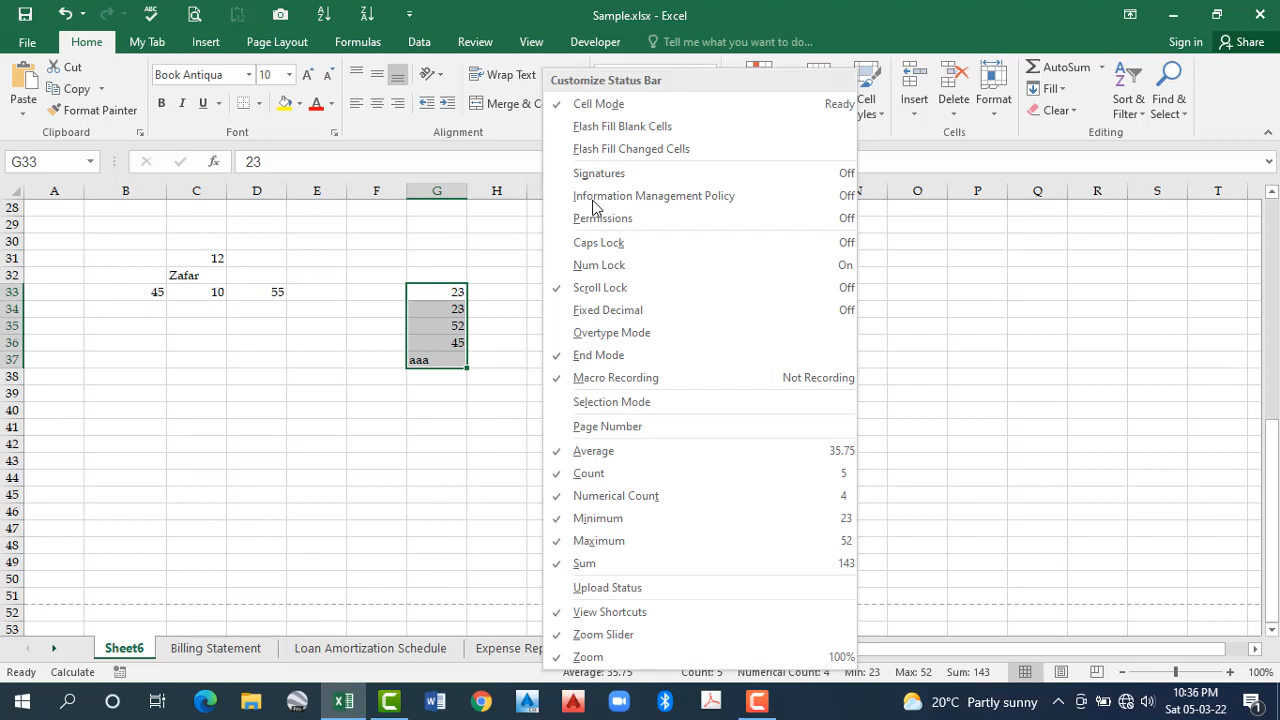 Sample.xlsx - Excel
File Home My Tab Insert Page Layout Formulas Data Review View Developer Tell me what you want to do... Sign in Share
Paste Cut Copy Format Painter Clipboard
Book Antiqua 10 A A B I U A Font
Wrap Text Merge & C Alignment
Cell Styles Insert Delete Format Cells
AutoSum Fill Clear Sort & Filter Find & Select Editing
G33 fx 23
A B C D E F G H N O P Q R S T
28
29
30
31 12
32 Zafar
33 45 10 55 23
34 23
35 52
36 45
37 aaa
38
39
40
41
42
43
44
45
46
47
48
49
50
51
52
53
Customize Status Bar
Cell Mode Ready
Flash Fill Blank Cells
Flash Fill Changed Cells
Signatures Off
Information Management Policy Off
Permissions Off
Caps Lock Off
Num Lock On
Scroll Lock Off
Fixed Decimal Off
Overtype Mode
End Mode
Macro Recording Not Recording
Selection Mode
Page Number
Average 35.75
Count 5
Numerical Count 4
Minimum 23
Maximum 52
Sum 143
Upload Status
View Shortcuts
Zoom Slider
Zoom 100%
Sheet6 Billing Statement Loan Amortization Schedule Expense Rep
Ready Calculate Average: 35.75 Count: 5 Numerical Count: 4 Min: 23 Max: 52 Sum: 143 100%
20°C Partly sunny 10:36 PM
Sat 05-03-22